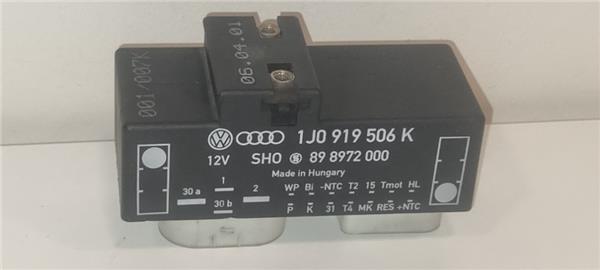 001/007K
06.04.01
1J0 919 506 K
12V SHO 89 8972 000
Made in Hungary
30 a 1 2 WP Bi -NTC T2 15 Tmot HL
30 b P K 31 T4 MK RES +NTC